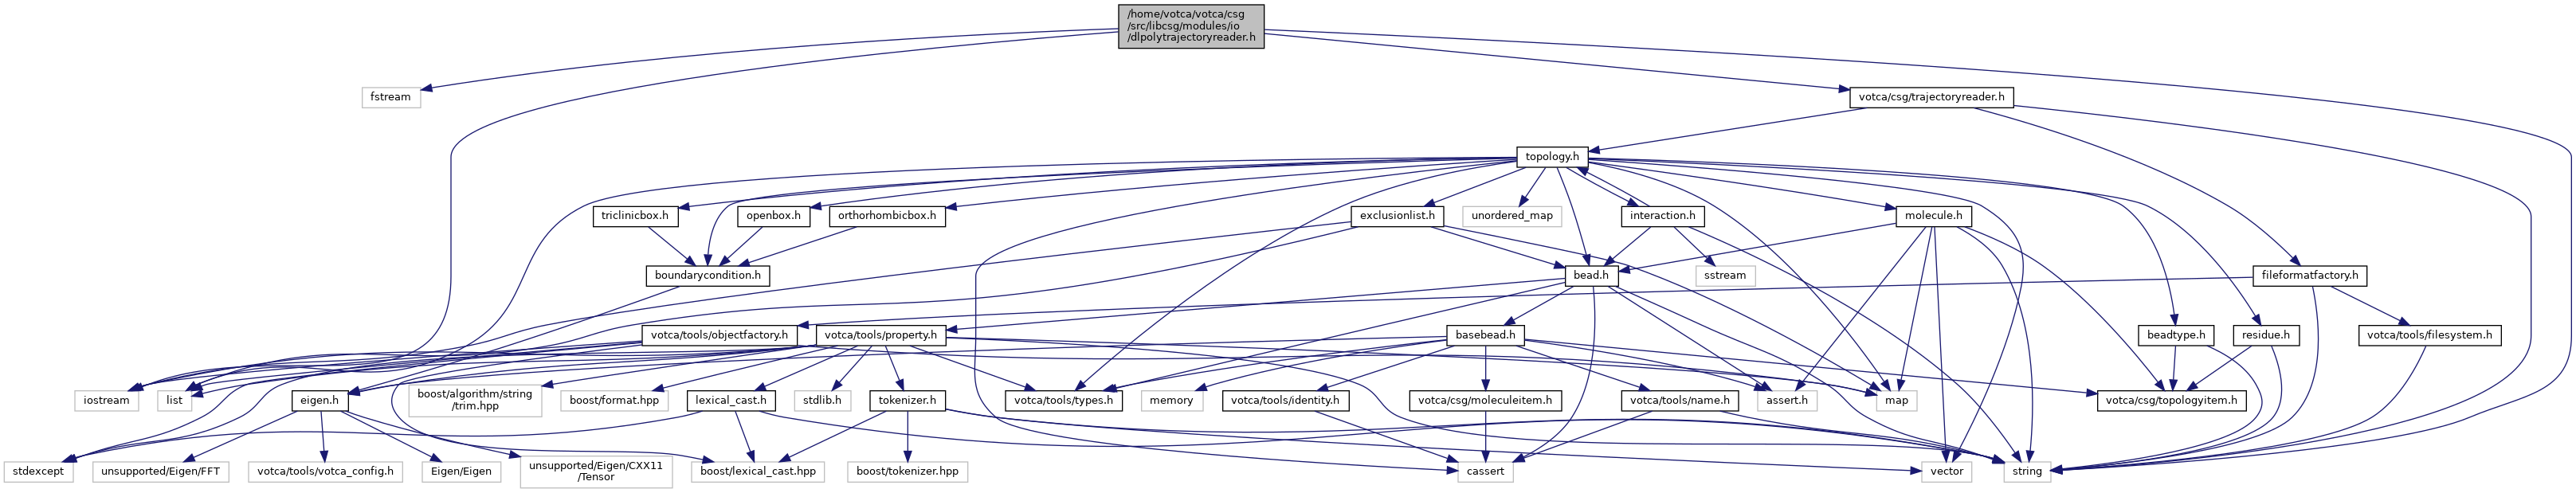 /home/votca/votca/csg
/src/libcsg/modules/io
/dlpolytrajectoryreader.h
fstream
votca/csg/trajectoryreader.h
topology.h
triclinicbox.h
openbox.h
orthorhombicbox.h
exclusionlist.h
unordered_map
interaction.h
molecule.h
boundarycondition.h
bead.h
sstream
fileformatfactory.h
votca/tools/objectfactory.h
votca/tools/property.h
basebead.h
beadtype.h
residue.h
votca/tools/filesystem.h
iostream
list
eigen.h
boost/algorithm/string
/trim.hpp
boost/format.hpp
lexical_cast.h
stdlib.h
tokenizer.h
votca/tools/types.h
memory
votca/tools/identity.h
votca/csg/moleculeitem.h
votca/tools/name.h
assert.h
map
votca/csg/topologyitem.h
stdexcept
unsupported/Eigen/FFT
votca/tools/votca_config.h
Eigen/Eigen
unsupported/Eigen/CXX11
/Tensor
boost/lexical_cast.hpp
boost/tokenizer.hpp
cassert
vector
string